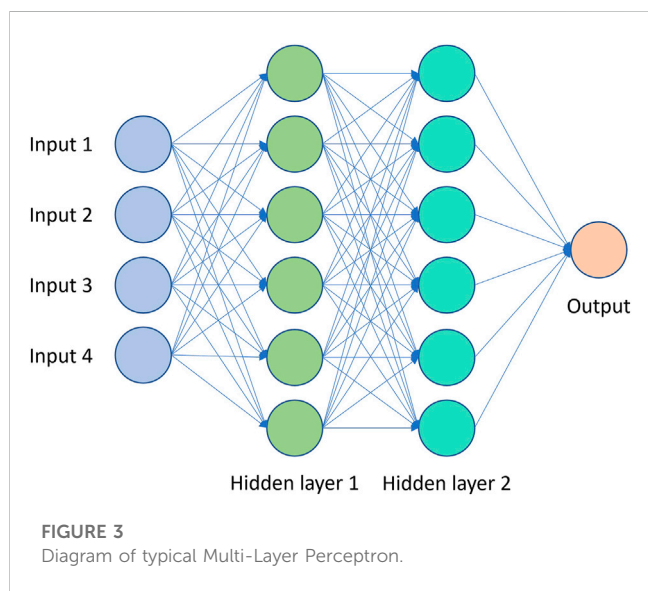 Input 1
Input 2
Input 3
Input 4
Output
Hidden layer 1
Hidden layer 2
FIGURE 3
Diagram of typical Multi-Layer Perceptron.